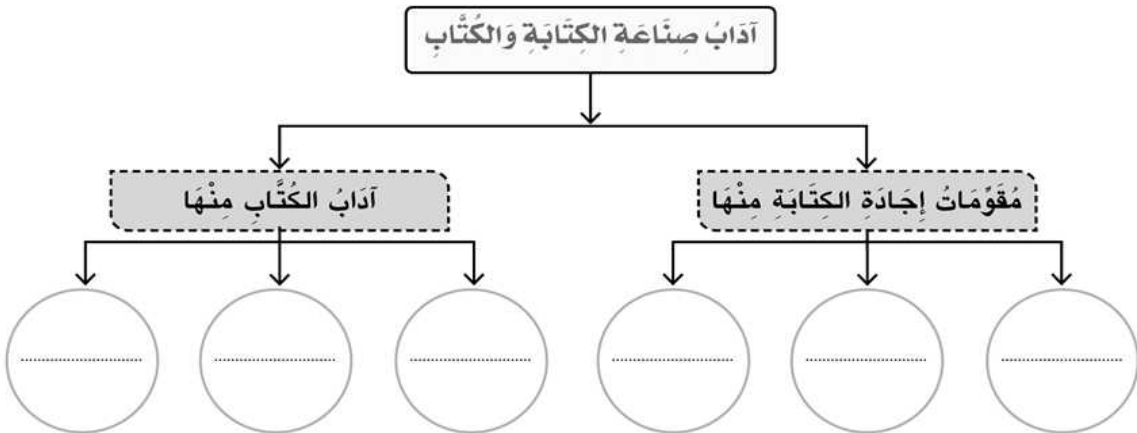 آدَابُ صِنَاعَةِ الكِتَابَةِ وَالكُتَّابِ
مُقَوِّمَاتُ إِجَادَةِ الكِتَابَةِ مِنْهَا
آدَابُ الكُتَّابِ مِنْهَا